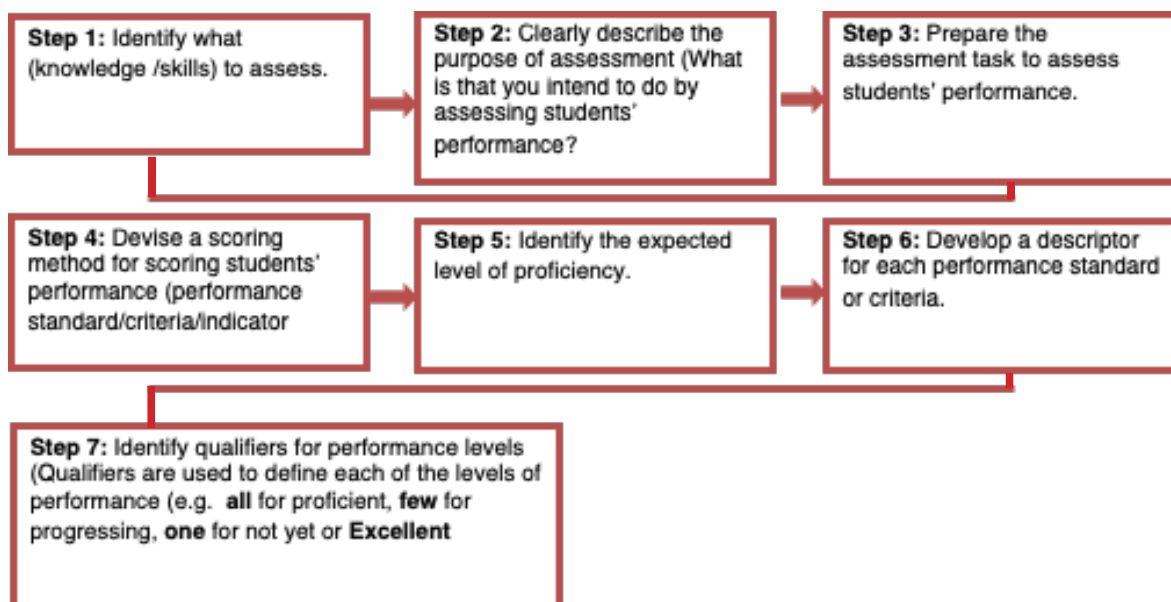 Step 1: Identify what
(knowledge /skills) to assess.
Step 2: Clearly describe the
purpose of assessment (What
is that you intend to do by
assessing students'
performance?
Step 3: Prepare the
assessment task to assess
students' performance.
Step 4: Devise a scoring
method for scoring students'
performance (performance
standard/criteria/indicator
Step 5: Identify the expected
level of proficiency.
Step 6: Develop a descriptor
for each performance standard
or criteria.
Step 7: Identify qualifiers for performance levels
(Qualifiers are used to define each of the levels of
performance (e.g. all for proficient, few for
progressing, one for not yet or Excellent